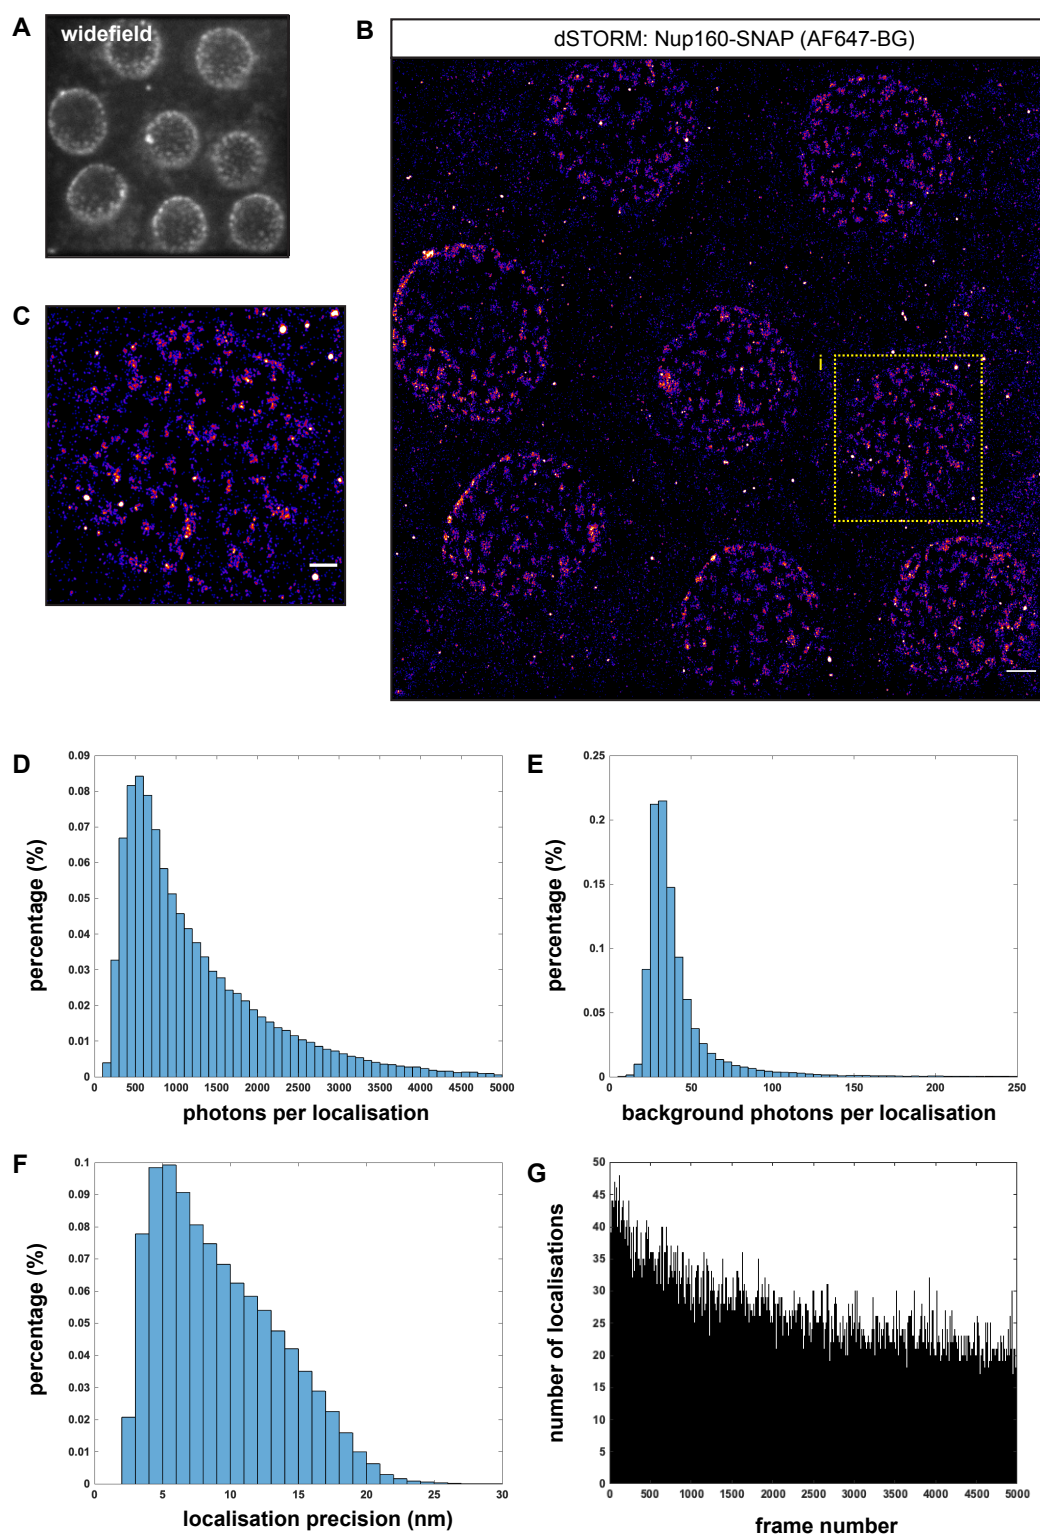 A
widefield
B
dSTORM: Nup160-SNAP (AF647-BG)
i
C
D
percentage (%)
0.09
0.08
0.07
0.06
0.05
0.04
0.03
0.02
0.01
0
0 500 1000 1500 2000 2500 3000 3500 4000 4500 5000
photons per localisation
E
percentage (%)
0.25
0.2
0.15
0.1
0.05
0
0 50 100 150 200 250
background photons per localisation
F
percentage (%)
0.1
0.09
0.08
0.07
0.06
0.05
0.04
0.03
0.02
0.01
0
0 5 10 15 20 25 30
localisation precision (nm)
G
number of localisations
50
45
40
35
30
25
20
15
10
5
0
0 500 1000 1500 2000 2500 3000 3500 4000 4500 5000
frame number